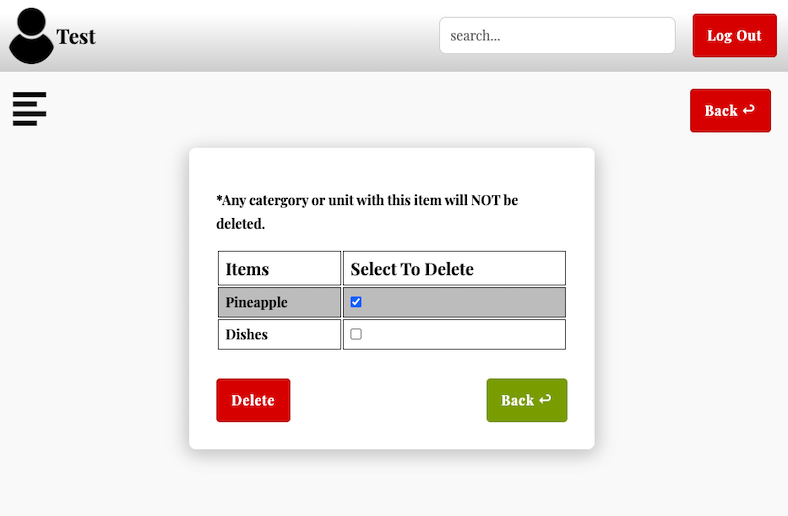 Test
search...
Log Out
Back ↩
*Any catergory or unit with this item will NOT be
deleted.
Items Select To Delete
Pineapple
Dishes
Delete Back ↩